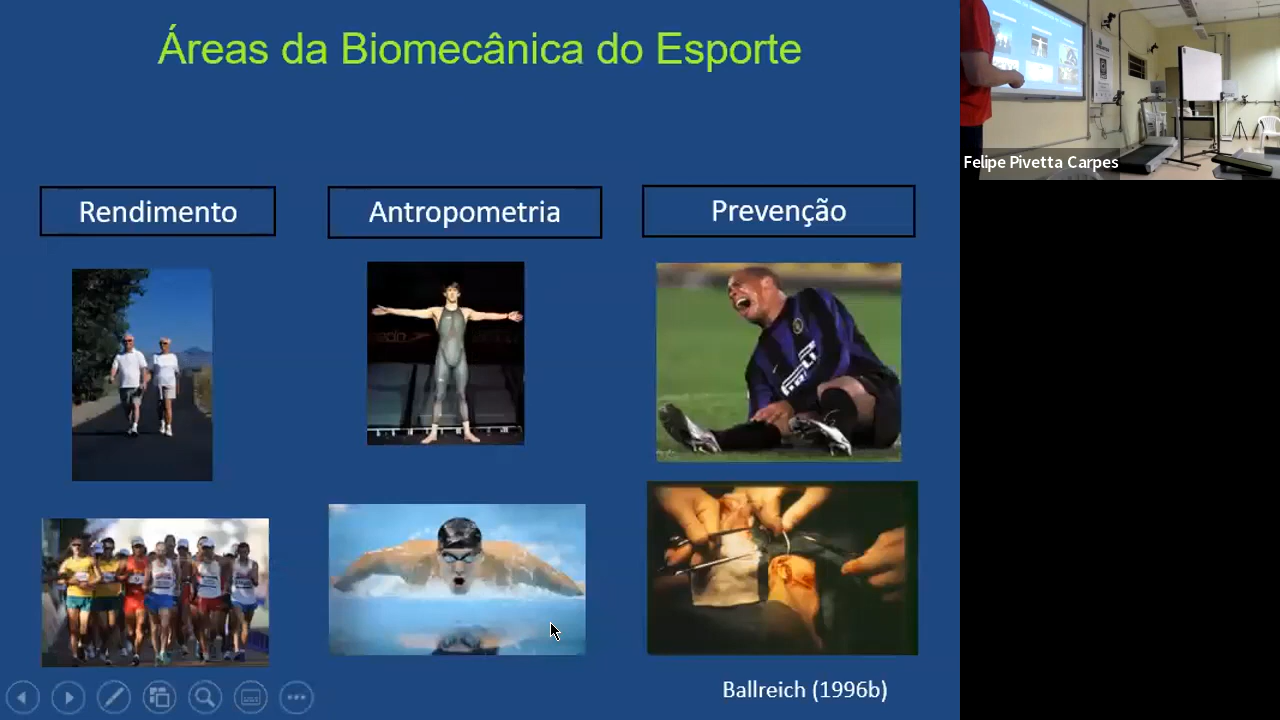 Áreas da Biomecânica do Esporte
Felipe Pivetta Carpes
Rendimento
Antropometria
Prevenção
Ballreich (1996b)